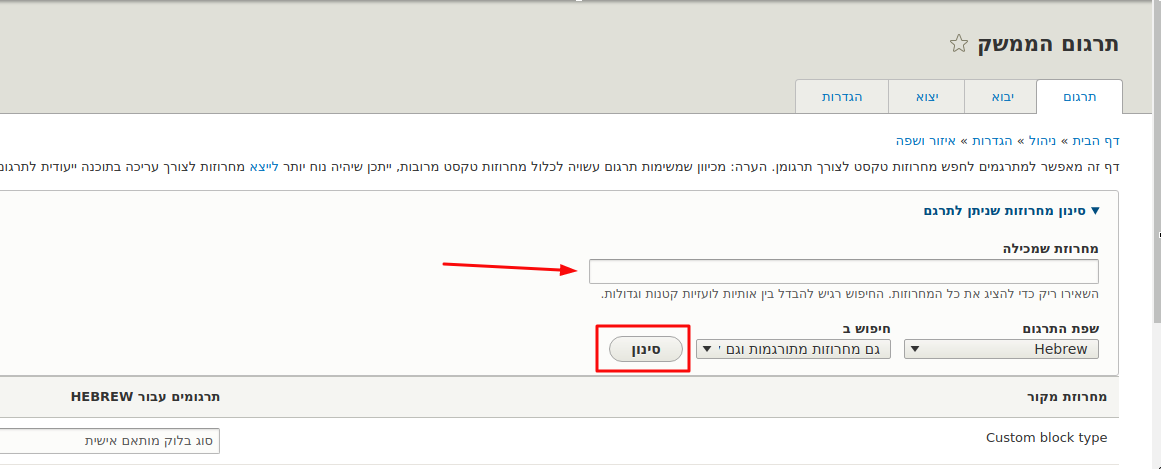 תרגום הממשק
תרגום
יבוא
יצוא
הגדרות
דף הבית » ניהול » הגדרות » איזור ושפה
דף זה מאפשר למתרגמים לחפש מחרוזות טקסט לצורך תרגומן. הערה: מכיוון שמשימות תרגום עשויה לכלול מחרוזות טקסט מרובות, ייתכן שיהיה נוח יותר לייצא מחרוזות לצורך עריכה בתוכנה ייעודית לתרגום
▼ סינון מחרוזות שניתן לתרגם
מחרוזת שמכילה
השאירו ריק כדי להציג את כל המחרוזות. החיפוש רגיש להבדל בין אותיות לועזיות קטנות וגדולות.
שפת התרגום
חיפוש ב
Hebrew
גם מחרוזות מתורגמות וגם
סינון
מחרוזת מקור
תרגומים עבור HEBREW
Custom block type
סוג בלוק מותאם אישית